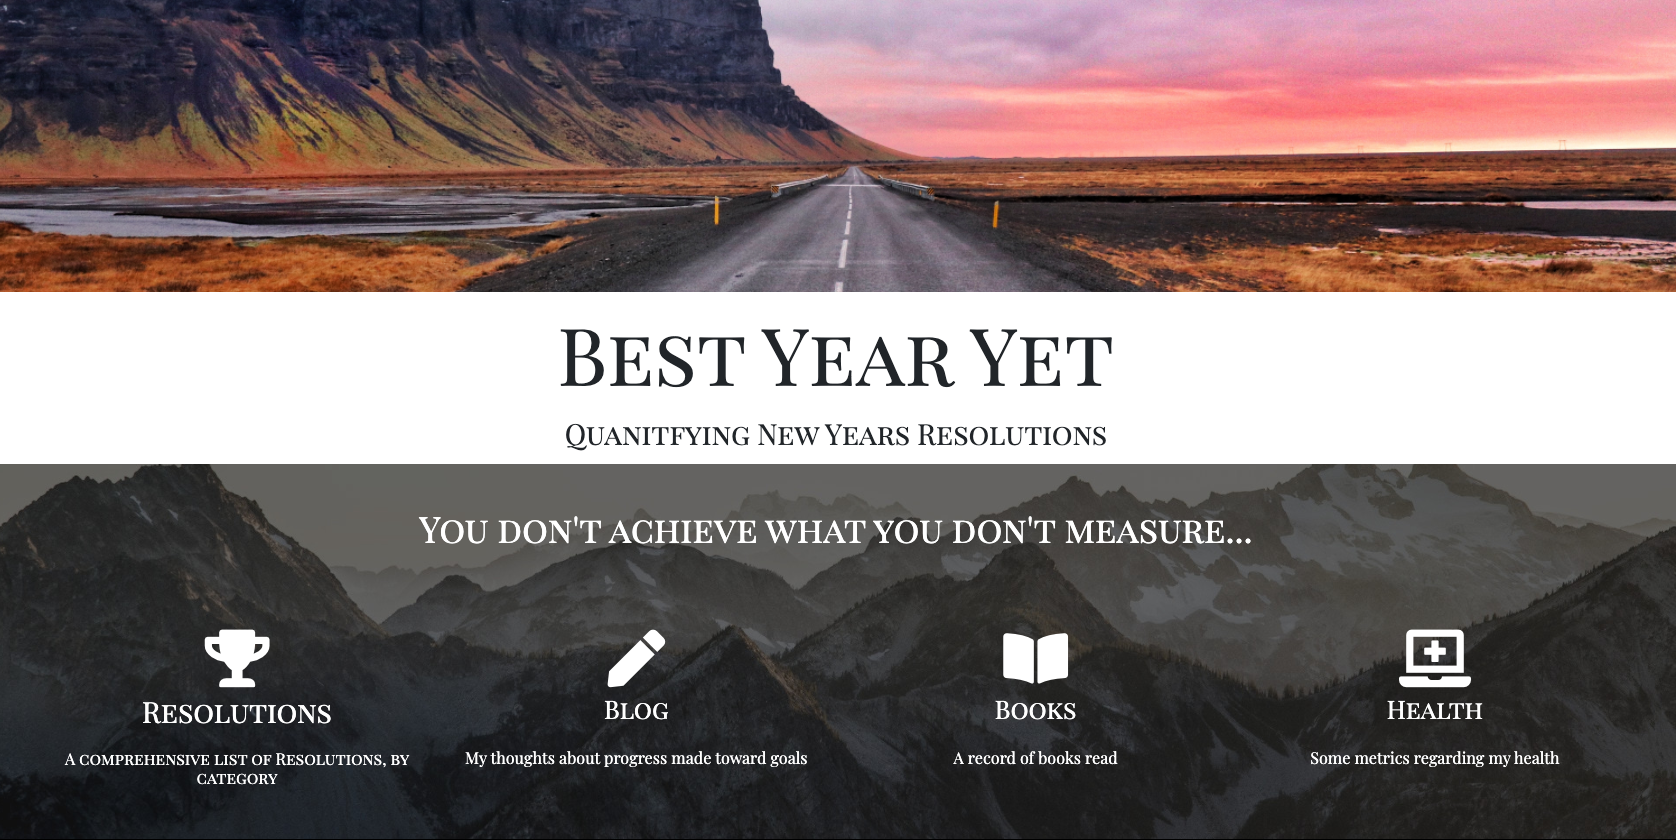 Best Year Yet
Quanitfying New Years Resolutions
You don't achieve what you don't measure...
Resolutions
A comprehensive list of Resolutions, by
category
Blog
My thoughts about progress made toward goals
Books
A record of books read
Health
Some metrics regarding my health